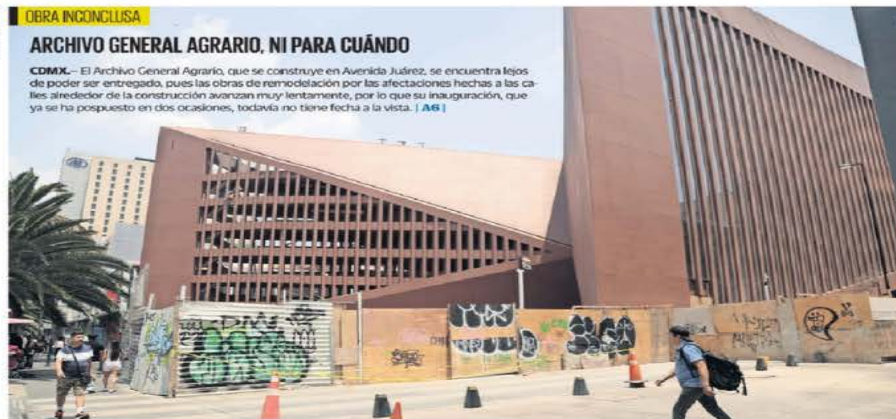 OBRA INCONCLUSA
ARCHIVO GENERAL AGRARIO, NI PARA CUÁNDO
CDMX.– El Archivo General Agrario, que se construye en Avenida Juárez, se encuentra lejos
de poder ser entregado, pues las obras de remodelación por las afectaciones hechas a las ca-
lles alrededor de la construcción avanzan muy lentamente, por lo que su inauguración, que
ya se ha pospuesto en dos ocasiones, todavía no tiene fecha a la vista. | A6 |